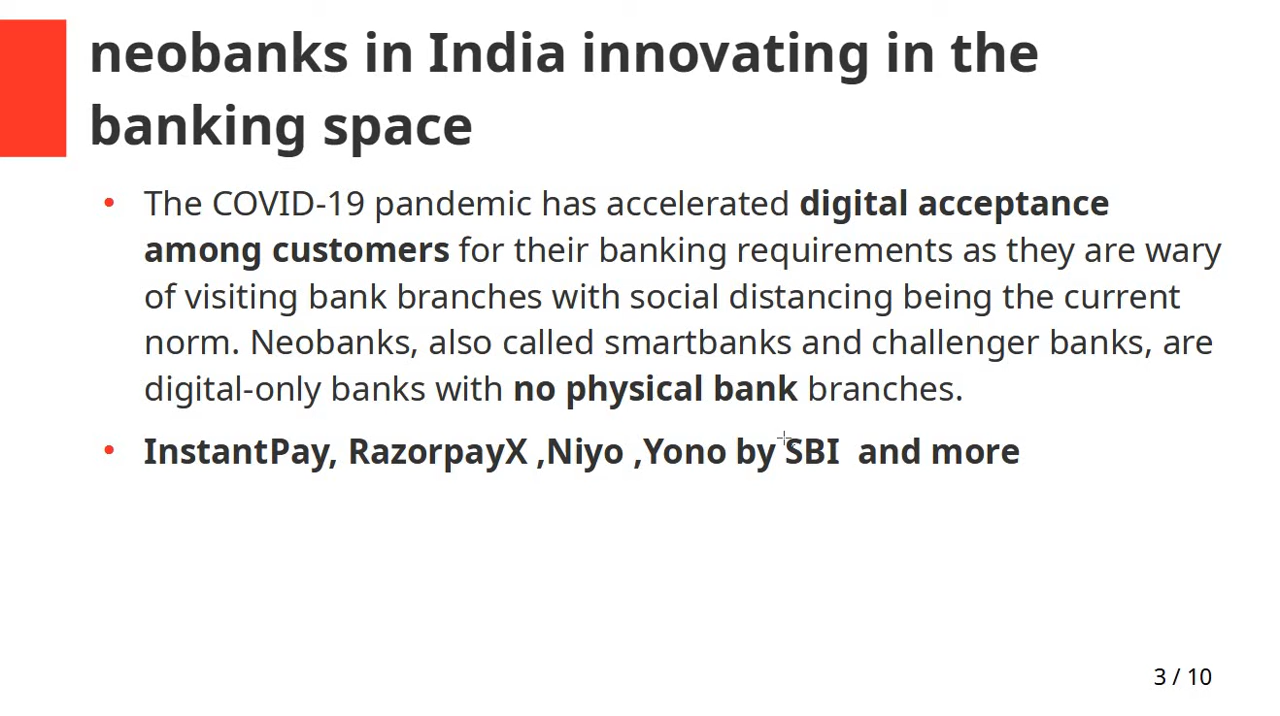 neobanks in India innovating in the
banking space
• The COVID-19 pandemic has accelerated digital acceptance
among customers for their banking requirements as they are wary
of visiting bank branches with social distancing being the current
norm. Neobanks, also called smartbanks and challenger banks, are
digital-only banks with no physical bank branches.
• InstantPay, RazorpayX ,Niyo ,Yono by SBI  and more
3 / 10